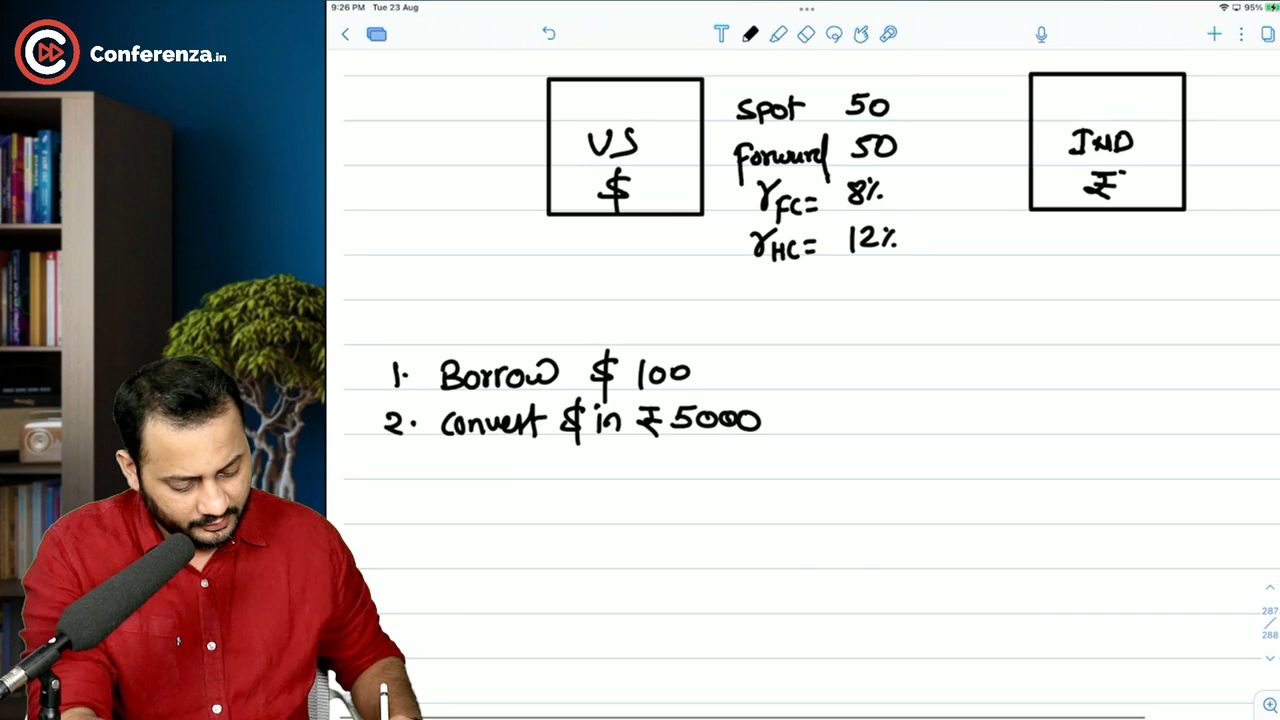 9:26 PM Tue 23 Aug
95%
Conferenza.in
US
$
Spot 50
Forward 50
rFC= 8%
rHC= 12%
IND
₹
1. Borrow $ 100
2. Convert $ in ₹ 5000
287
288